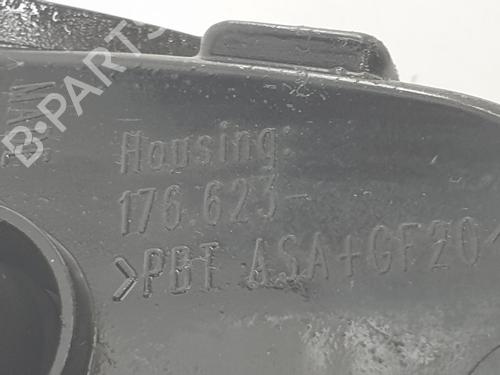 B-PARTS
Housing:
176.623-
>PBT ASA+GF20<